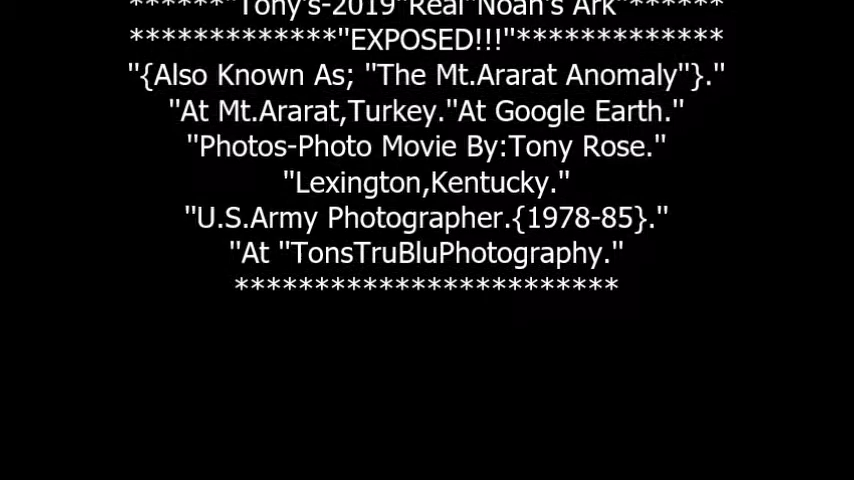 ******"Tony's-2019"Real"Noah's Ark"******
*************"EXPOSED!!!"*************
"{Also Known As; "The Mt.Ararat Anomaly"}."
"At Mt.Ararat,Turkey."At Google Earth."
"Photos-Photo Movie By:Tony Rose."
"Lexington,Kentucky."
"U.S.Army Photographer.{1978-85}."
"At "TonsTruBluPhotography."
************************